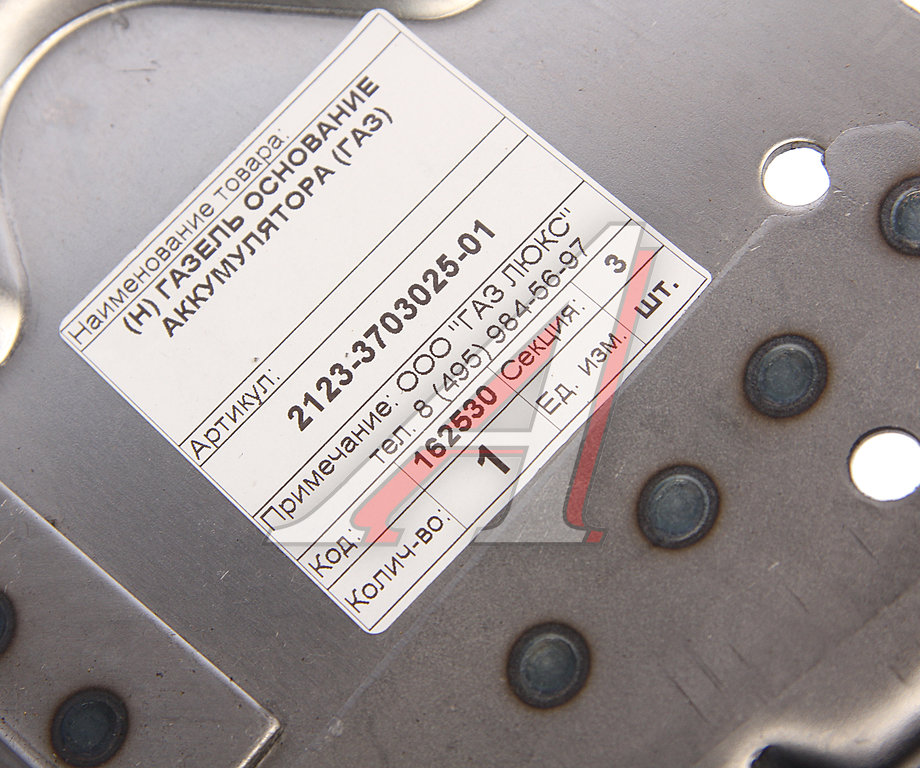 Наименование товара:
(Н) ГАЗЕЛЬ ОСНОВАНИЕ
АККУМУЛЯТОРА (ГАЗ)
Артикул:
2123-3703025-01
Примечание: ООО "ГАЗ ЛЮКС"
тел. 8 (495) 984-56-97
Код: 162530 Секция: 3
Колич-во: 1 Ед. изм. шт.